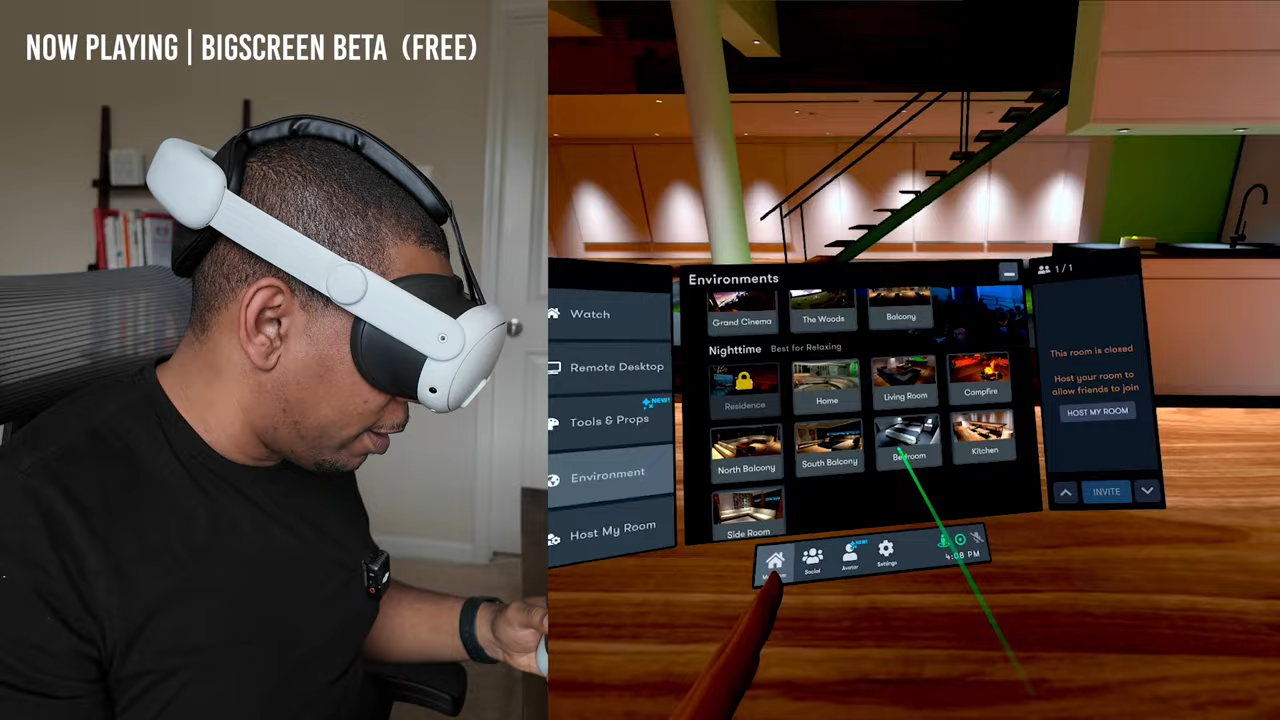 NOW PLAYING | BIGSCREEN BETA (FREE)
Environments
1 / 1
Watch
Remote Desktop
NEW!
Tools & Props
Environment
Host My Room
Grand Cinema
The Woods
Balcony
Nighttime Best for Relaxing
Residence
Home
Living Room
Campfire
North Balcony
South Balcony
Bedroom
Kitchen
Side Room
This room is closed
Host your room to
allow friends to join
HOST MY ROOM
INVITE
Social
NEW!
Avatar
Settings
4:08 PM